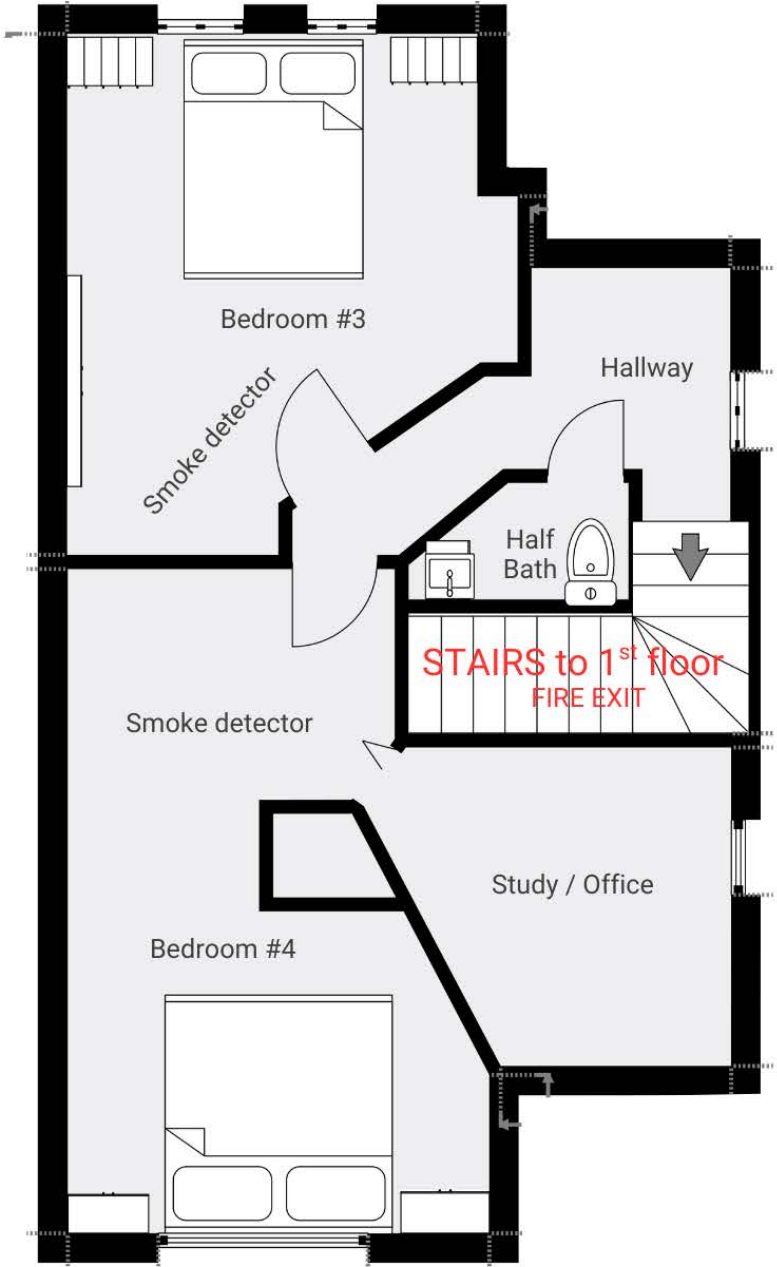 Bedroom #3
Hallway
Smoke detector
Half
Bath
STAIRS to 1st floor
FIRE EXIT
Smoke detector
Study / Office
Bedroom #4